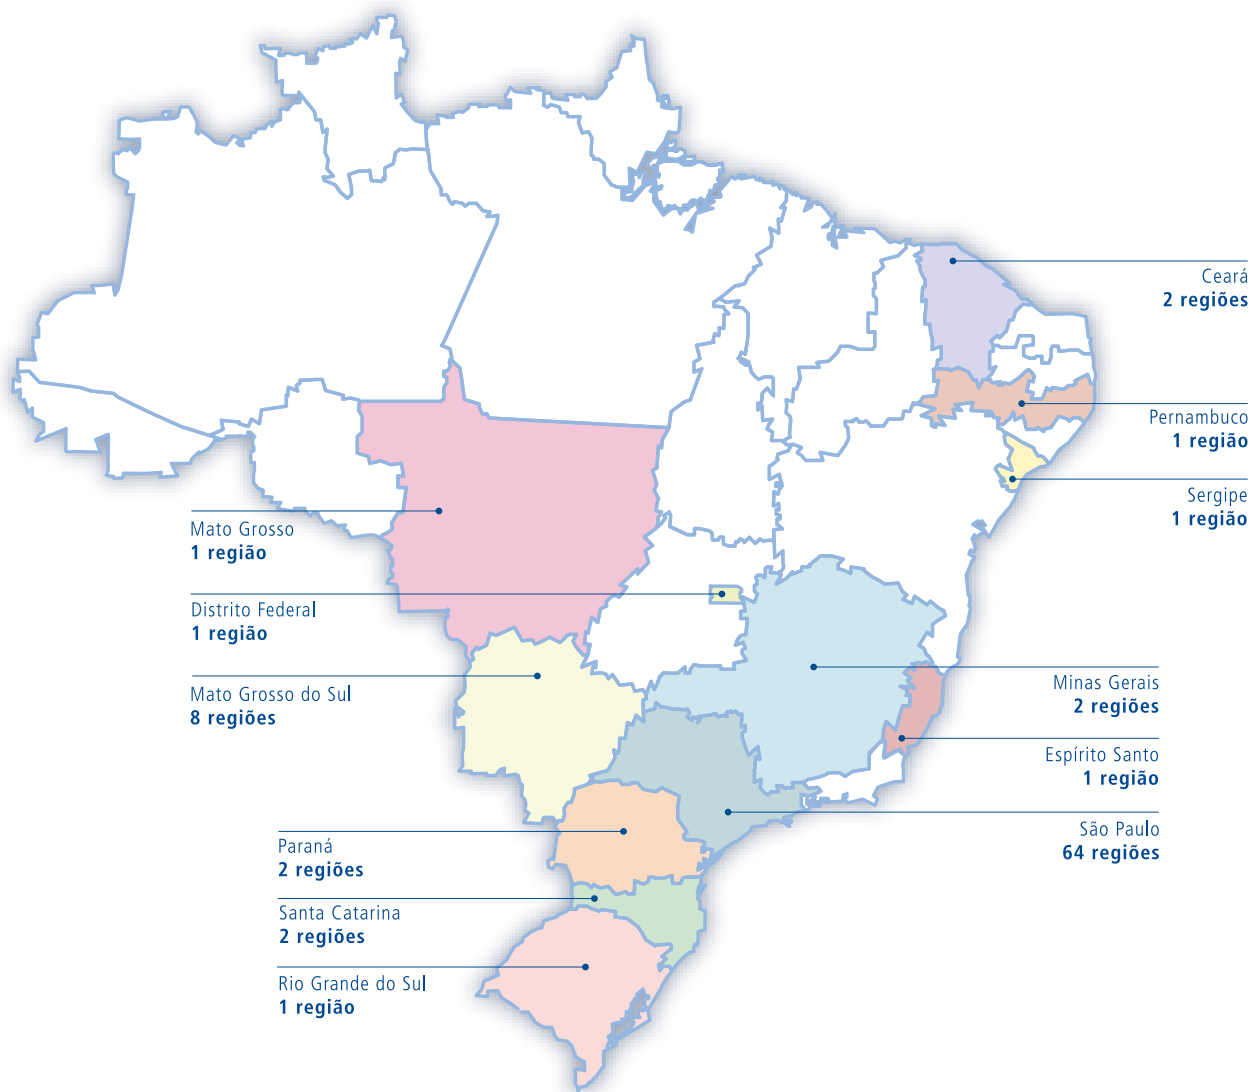 Ceará
2 regiões
Pernambuco
1 região
Sergipe
1 região
Mato Grosso
1 região
Distrito Federal
1 região
Mato Grosso do Sul
8 regiões
Minas Gerais
2 regiões
Espírito Santo
1 região
São Paulo
64 regiões
Paraná
2 regiões
Santa Catarina
2 regiões
Rio Grande do Sul
1 região